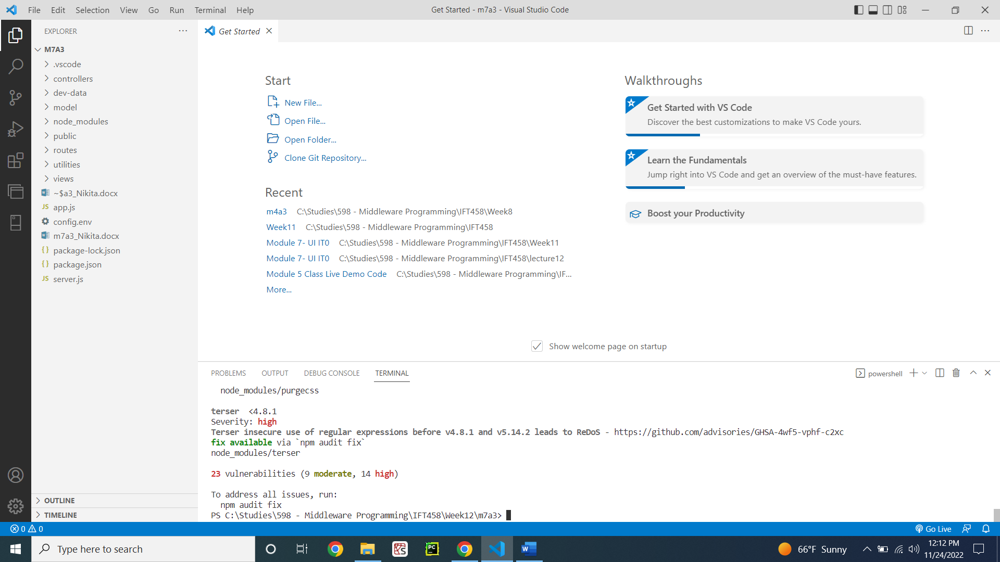 File Edit Selection View Go Run Terminal Help
Get Started - m7a3 - Visual Studio Code
EXPLORER
Get Started
M7A3
.vscode
controllers
dev-data
model
node_modules
public
routes
utilities
views
~$a3_Nikita.docx
JS app.js
config.env
m7a3_Nikita.docx
{} package-lock.json
{} package.json
JS server.js
OUTLINE
TIMELINE
Start
New File...
Open File...
Open Folder...
Clone Git Repository...
Recent
m4a3 C:\Studies\598 - Middleware Programming\IFT458\Week8
Week11 C:\Studies\598 - Middleware Programming\IFT458
Module 7- UI IT0 C:\Studies\598 - Middleware Programming\IFT458\Week11
Module 7- UI IT0 C:\Studies\598 - Middleware Programming\IFT458\lecture12
Module 5 Class Live Demo Code C:\Studies\598 - Middleware Programming\IF...
More...
Walkthroughs
Get Started with VS Code
Discover the best customizations to make VS Code yours.
Learn the Fundamentals
Jump right into VS Code and get an overview of the must-have features.
Boost your Productivity
Show welcome page on startup
PROBLEMS OUTPUT DEBUG CONSOLE TERMINAL
powershell
node_modules/purgecss
terser <4.8.1
Severity: high
Terser insecure use of regular expressions before v4.8.1 and v5.14.2 leads to ReDoS - https://github.com/advisories/GHSA-4wf5-vphf-c2xc
fix available via `npm audit fix`
node_modules/terser
23 vulnerabilities (9 moderate, 14 high)
To address all issues, run:
npm audit fix
PS C:\Studies\598 - Middleware Programming\IFT458\Week12\m7a3>
0 0
Go Live
Type here to search
PC
W
66°F Sunny
12:12 PM
11/24/2022